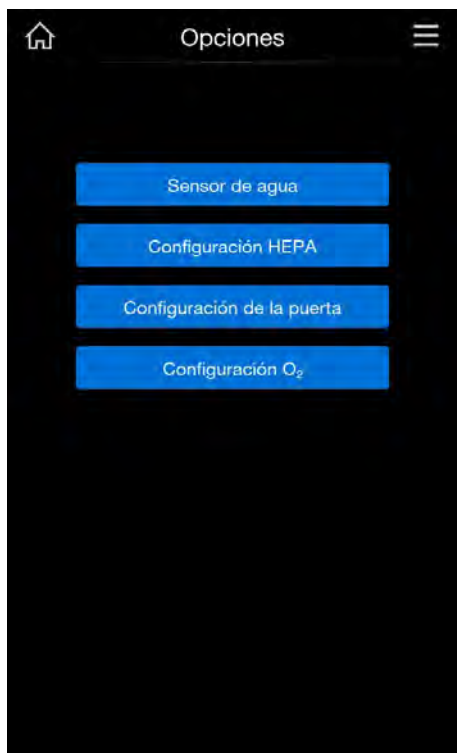 Opciones
Sensor de agua
Configuración HEPA
Configuración de la puerta
Configuración O₂